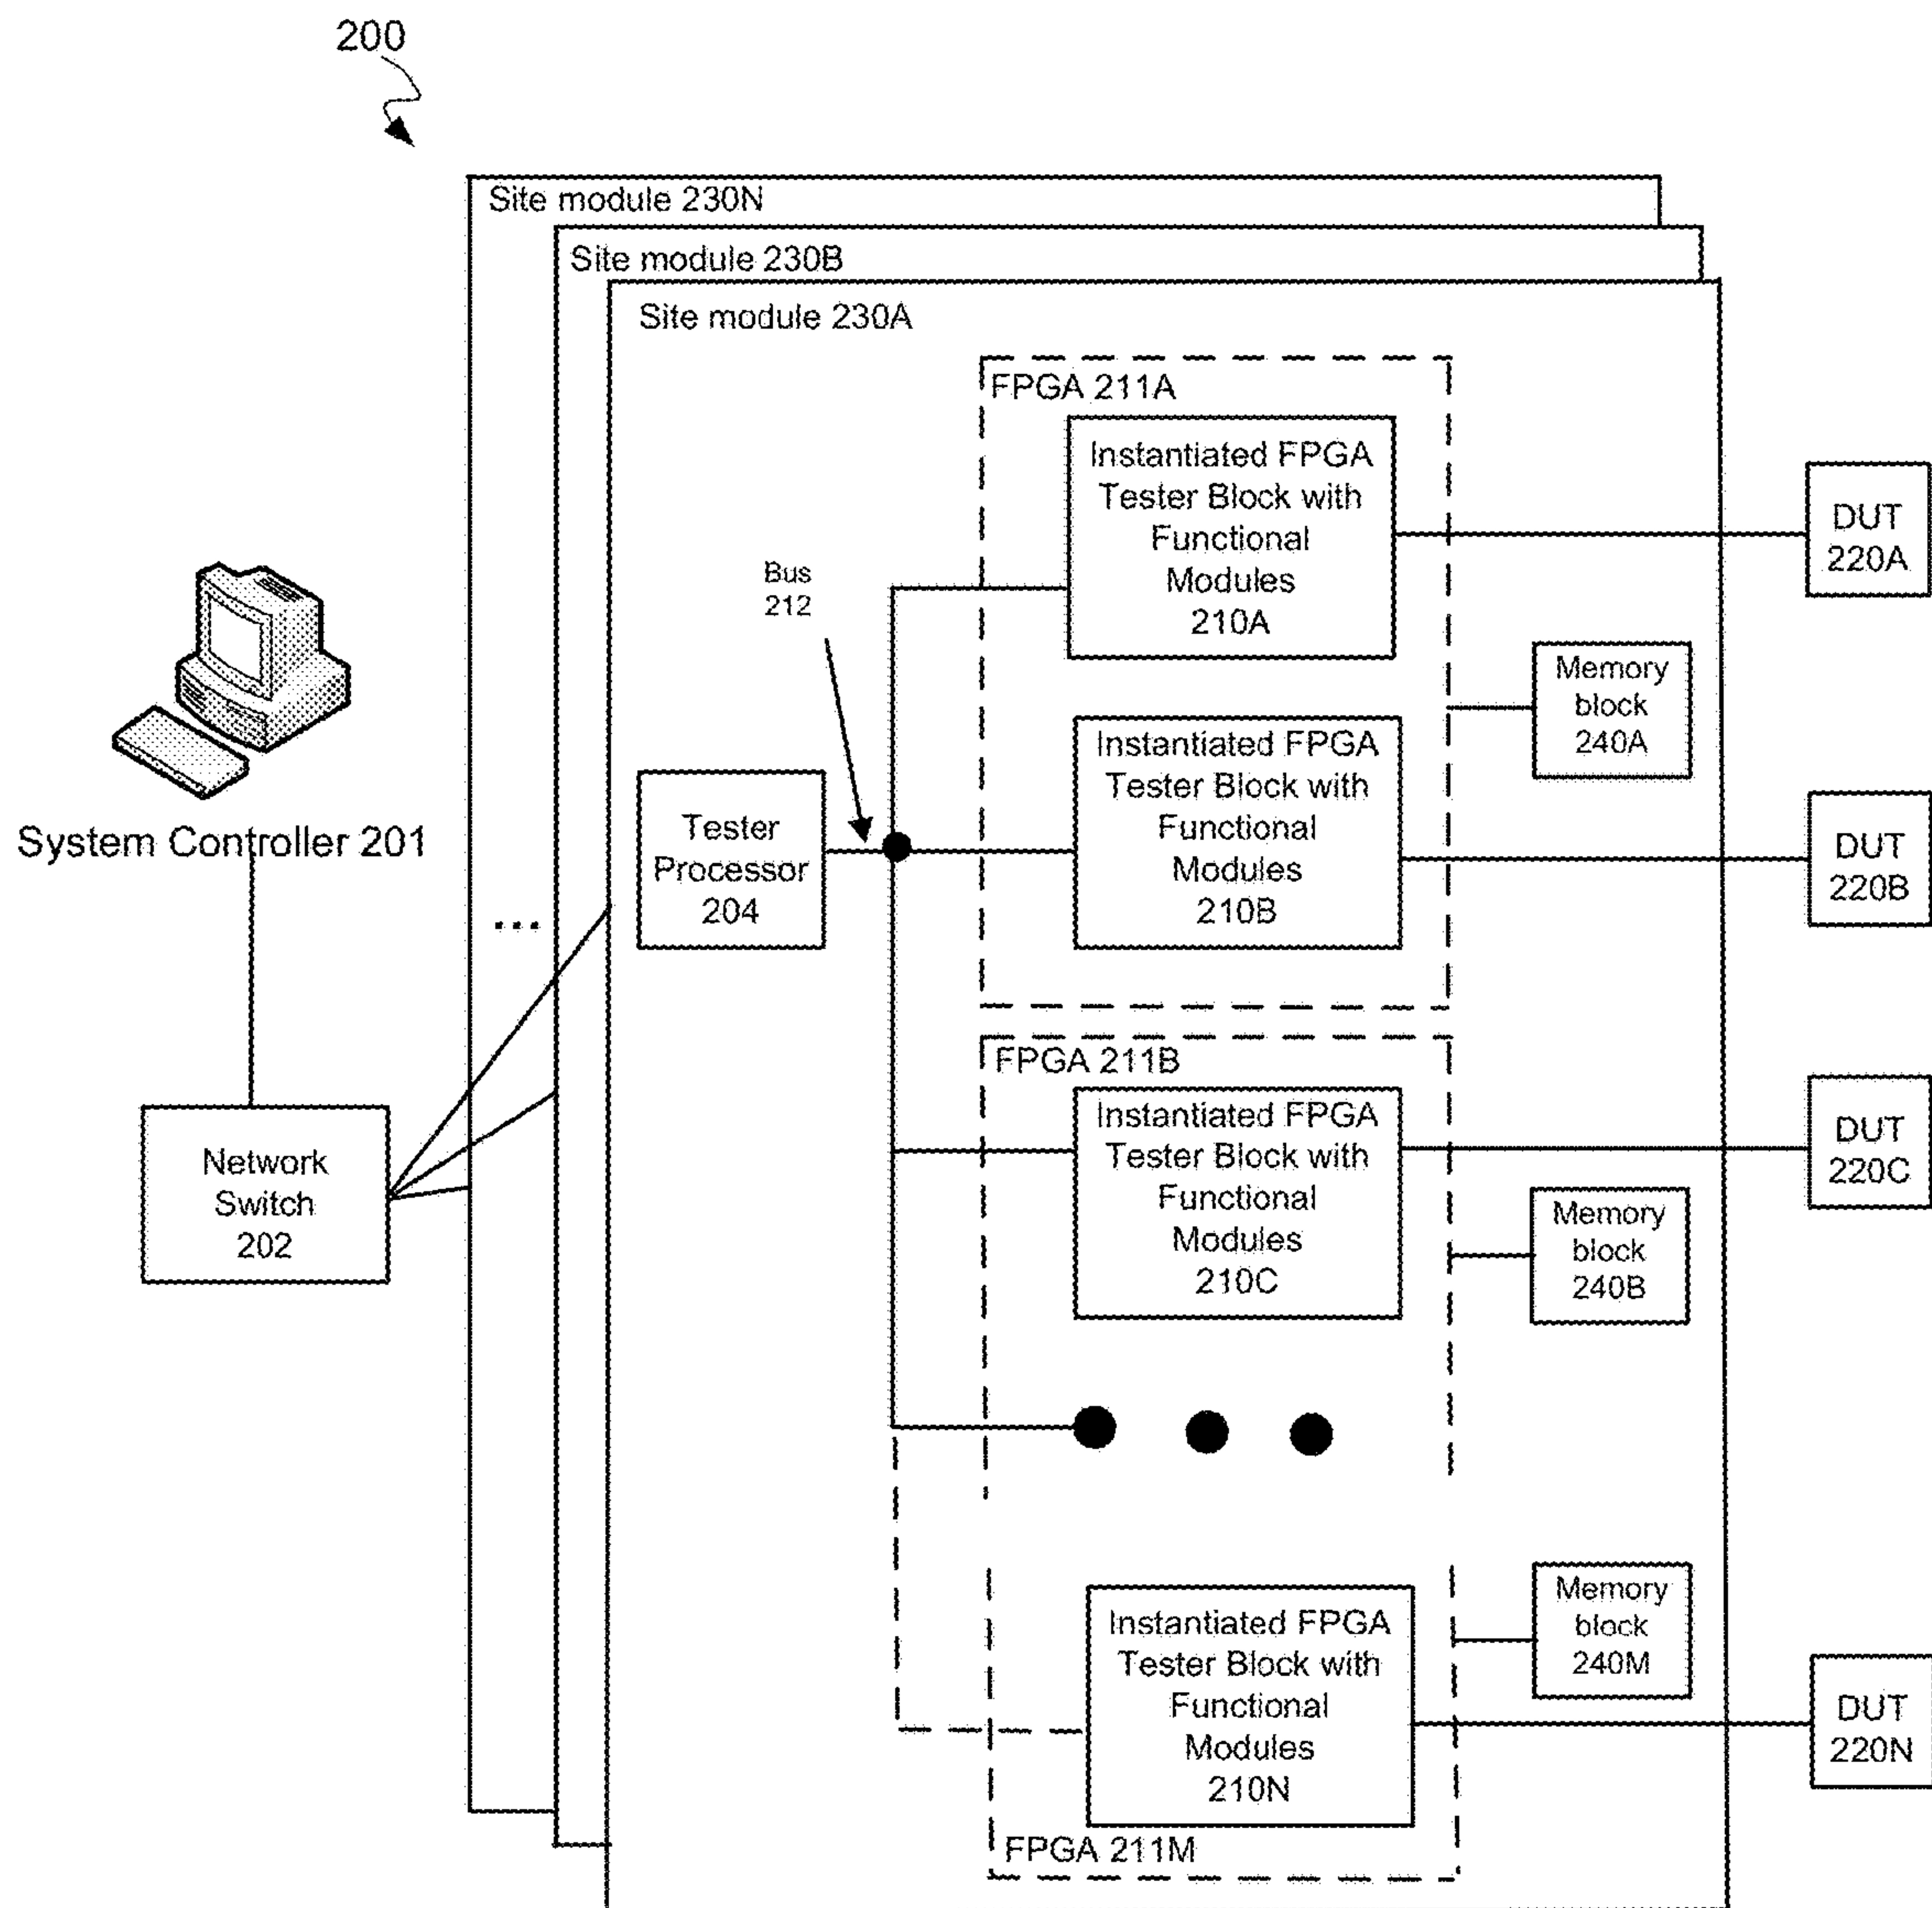 200
Site module 230N
Site module 230B
Site module 230A
FPGA 211A
Instantiated FPGA
Tester Block with
Functional
Modules
210A
DUT
220A
Bus
212
Memory
block
240A
Instantiated FPGA
Tester Block with
Functional
Modules
210B
Tester
Processor
204
DUT
220B
System Controller 201
...
FPGA 211B
Instantiated FPGA
Tester Block with
Functional
Modules
210C
DUT
220C
Network
Switch
202
Memory
block
240B
Memory
block
240M
Instantiated FPGA
Tester Block with
Functional
Modules
210N
DUT
220N
FPGA 211M